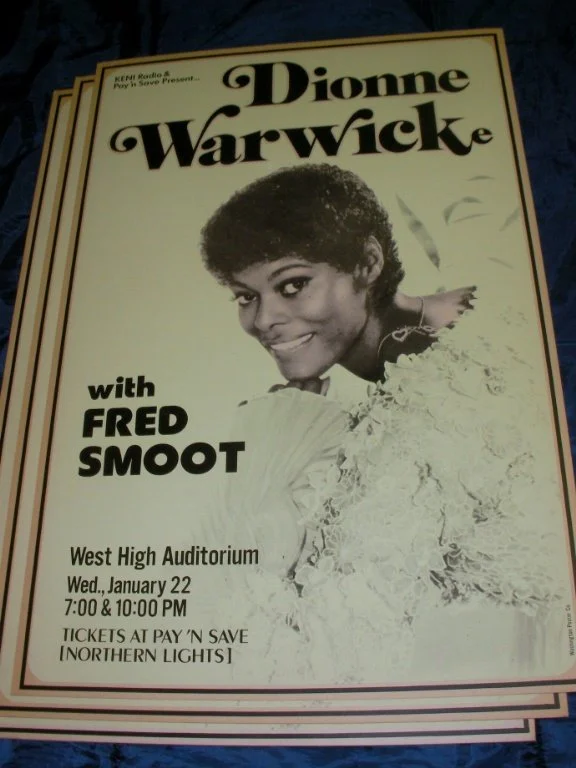 KENI Radio &
Pay'n Save Present...
Dionne
Warwicke
with
FRED
SMOOT
West High Auditorium
Wed., January 22
7:00 & 10:00 PM
TICKETS AT PAY 'N SAVE
[NORTHERN LIGHTS]